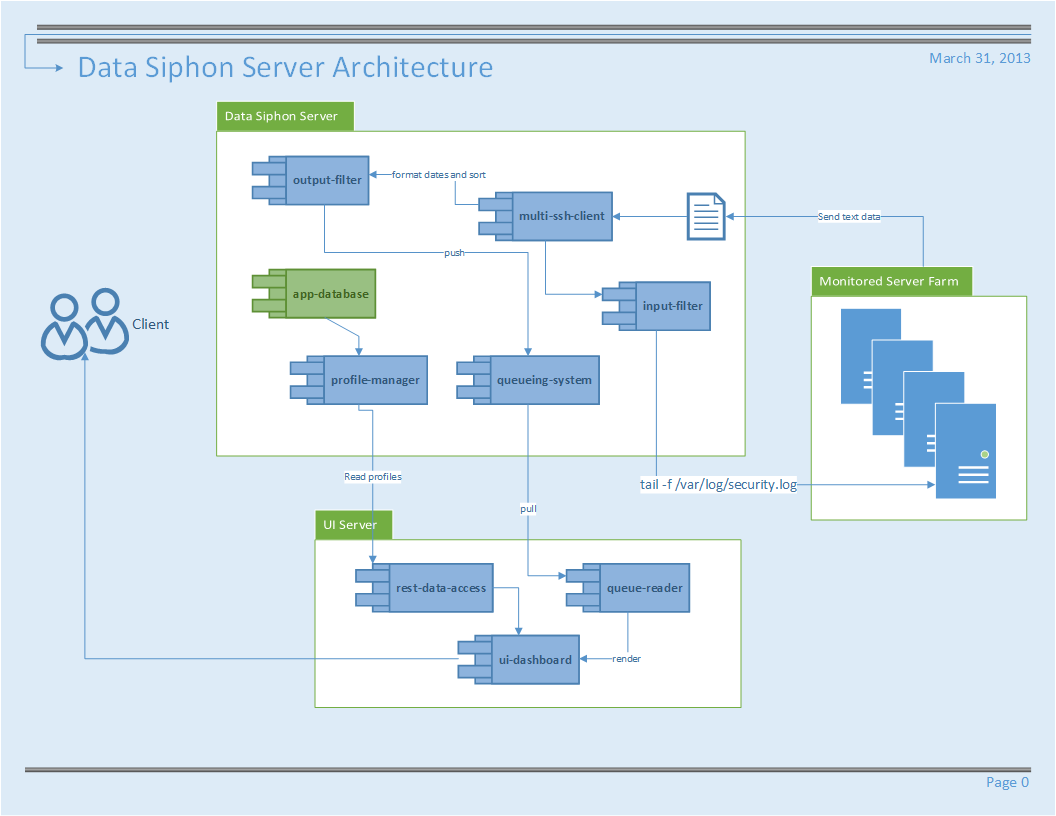 March 31, 2013
Data Siphon Server Architecture
Data Siphon Server
output-filter
format dates and sort
multi-ssh-client
Send text data
push
Monitored Server Farm
app-database
input-filter
Client
profile-manager
queueing-system
Read profiles
tail -f /var/log/security.log
pull
UI Server
rest-data-access
queue-reader
ui-dashboard
render
Page 0